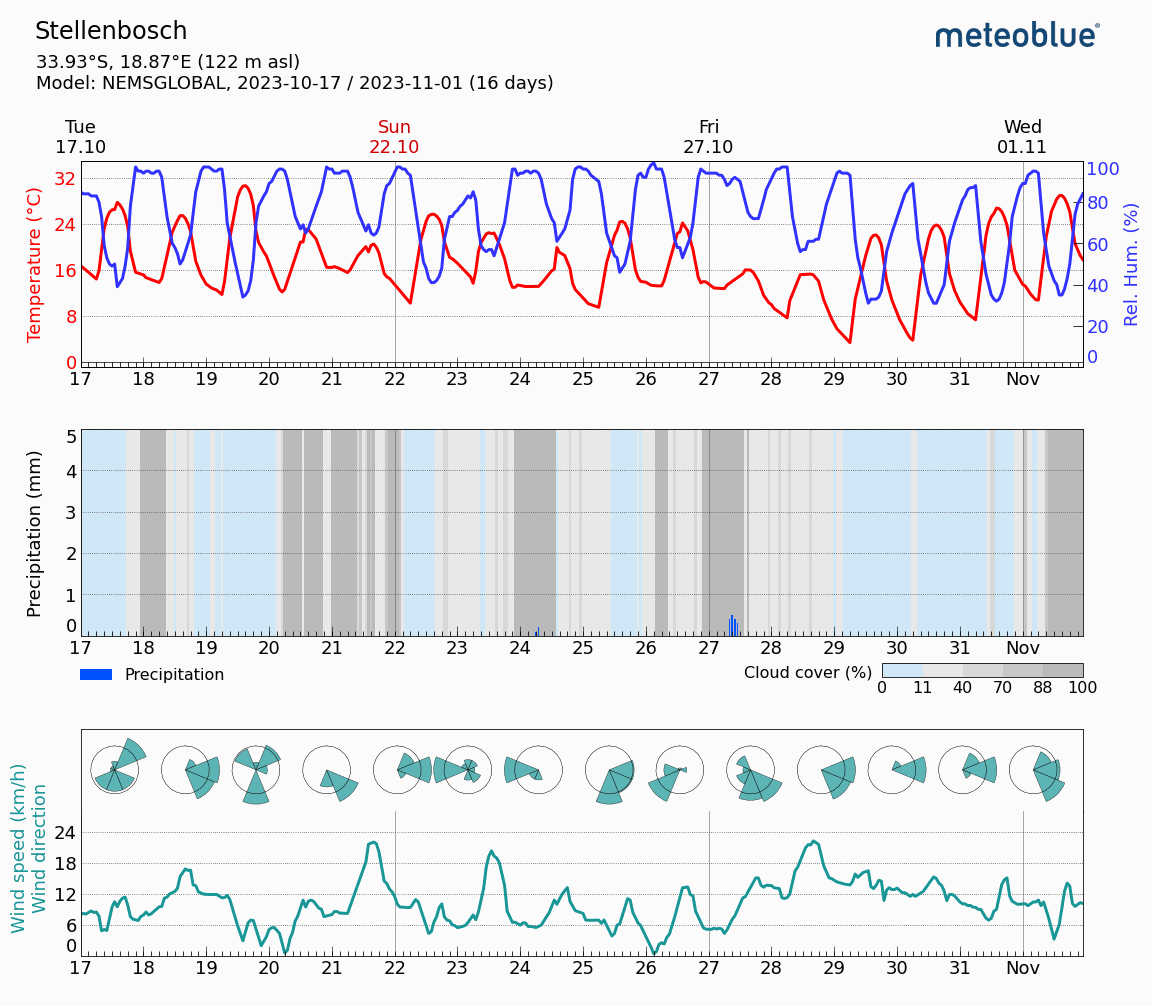 Stellenbosch
meteoblue®
33.93°S, 18.87°E (122 m asl)
Model: NEMSGLOBAL, 2023-10-17 / 2023-11-01 (16 days)
Tue Sun Fri Wed
17.10 22.10 27.10 01.11
Temperature (°C)
32
24
16
8
0
Rel. Hum. (%)
100
80
60
40
20
0
17 18 19 20 21 22 23 24 25 26 27 28 29 30 31 Nov
Precipitation (mm)
5
4
3
2
1
0
17 18 19 20 21 22 23 24 25 26 27 28 29 30 31 Nov
Precipitation
Cloud cover (%)
0 11 40 70 88 100
Wind speed (km/h)
Wind direction
24
18
12
6
0
17 18 19 20 21 22 23 24 25 26 27 28 29 30 31 Nov